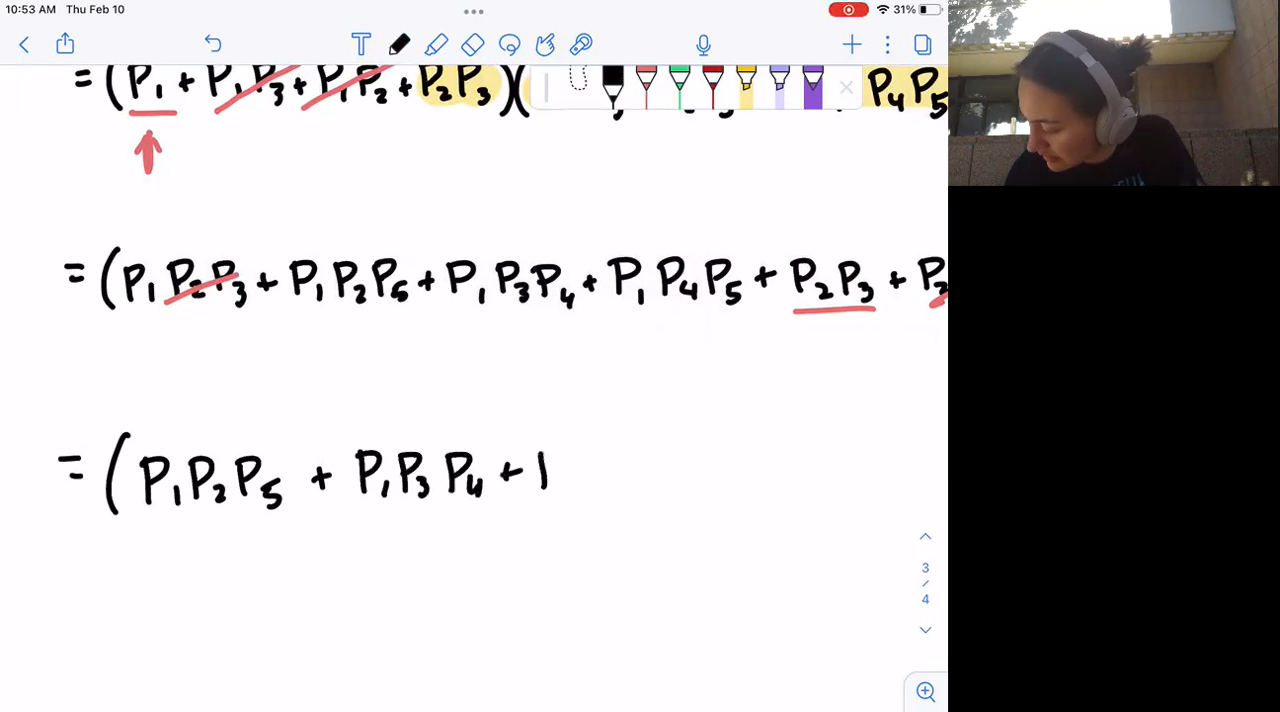 10:53 AM Thu Feb 10
31%
= (P₁ + P₁P₃ + P₁P₂ + P₂P₃)( P₄P₅
= (P₁P₂P₃ + P₁P₂P₅ + P₁P₃P₄ + P₁P₄P₅ + P₂P₃ + P₂
= (P₁P₂P₅ + P₁P₃P₄ + 1
3
/
4